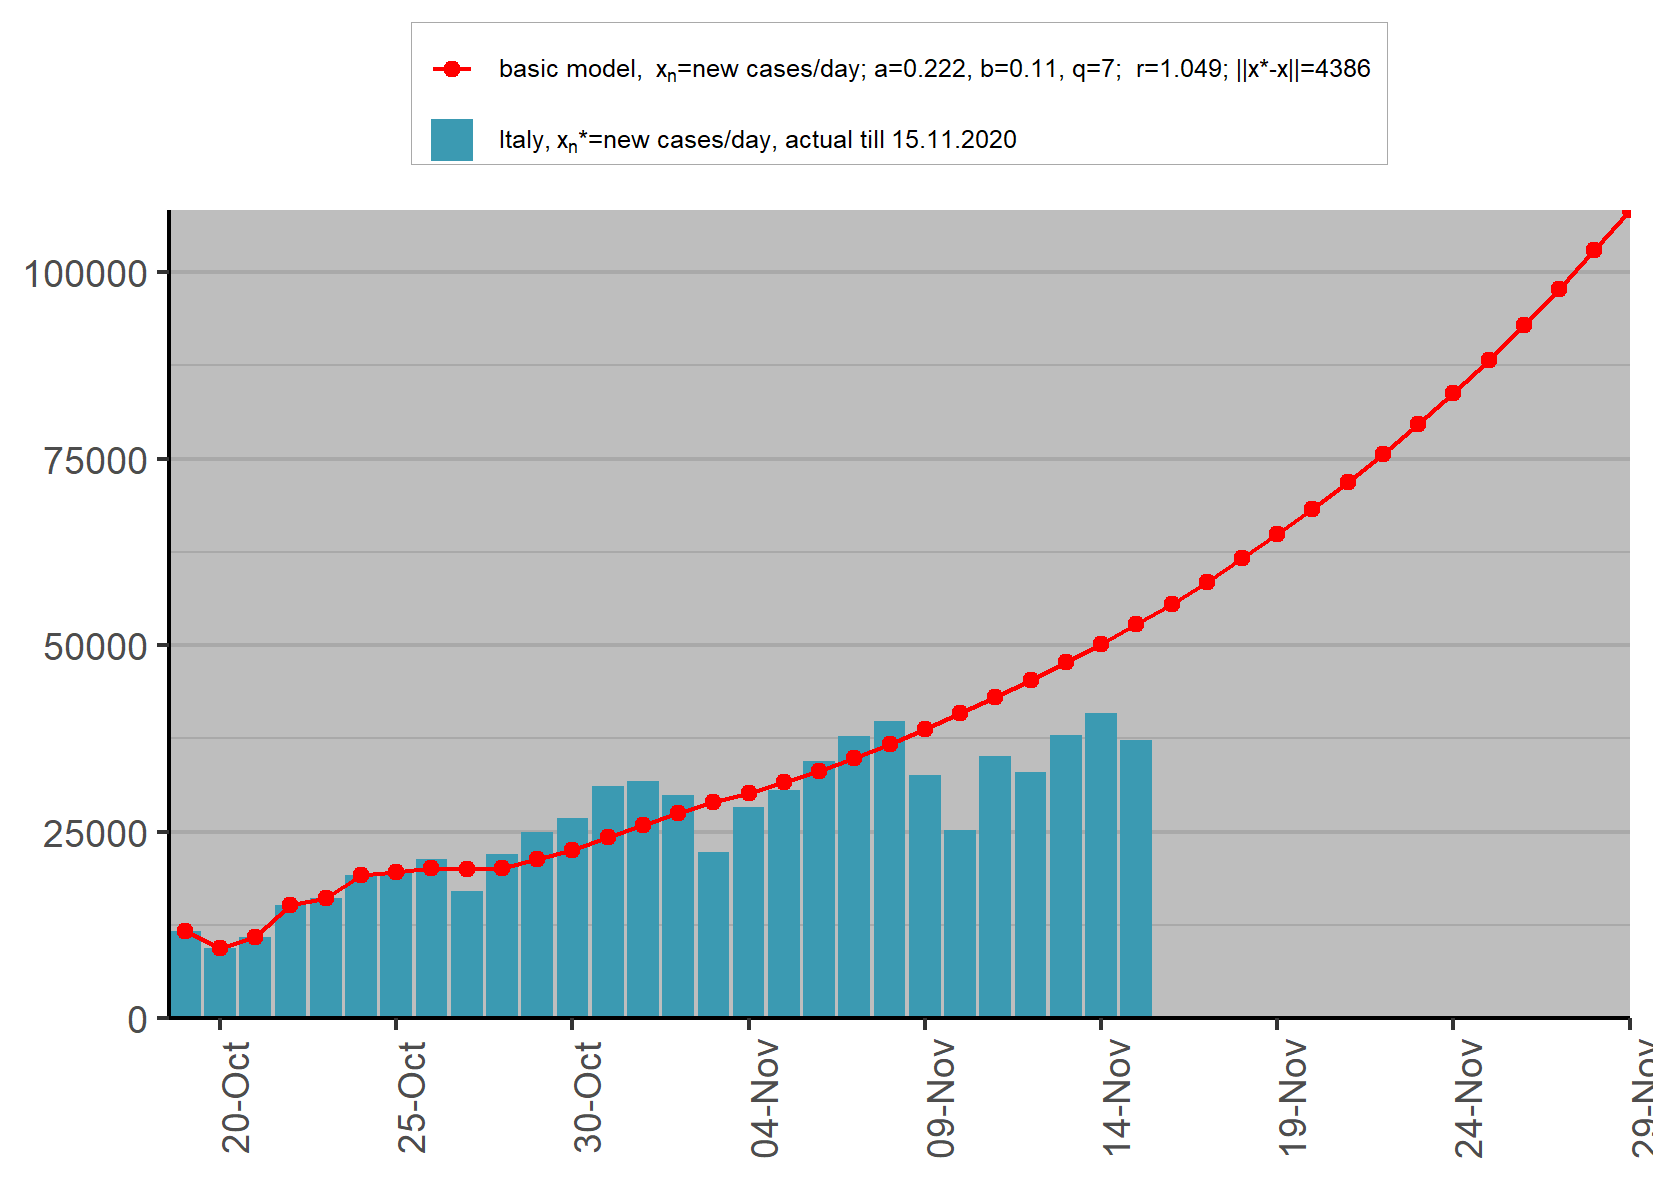 basic model, xn=new cases/day; a=0.222, b=0.11, q=7; r=1.049; ||x*-x||=4386
Italy, xn*=new cases/day, actual till 15.11.2020
100000
75000
50000
25000
0
20-Oct
25-Oct
30-Oct
04-Nov
09-Nov
14-Nov
19-Nov
24-Nov
29-Nov